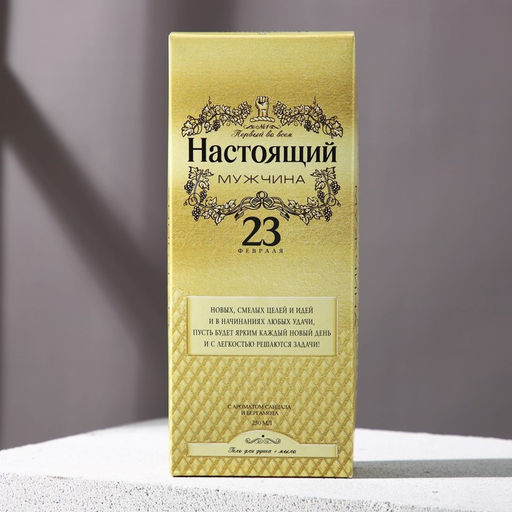 №1
Первый во всем
Настоящий
МУЖЧИНА
23
ФЕВРАЛЯ
НОВЫХ, СМЕЛЫХ ЦЕЛЕЙ И ИДЕЙ
И В НАЧИНАНИЯХ ЛЮБЫХ УДАЧИ,
ПУСТЬ БУДЕТ ЯРКИМ КАЖДЫЙ НОВЫЙ ДЕНЬ
И С ЛЕГКОСТЬЮ РЕШАЮТСЯ ЗАДАЧИ!
С АРОМАТОМ САНДАЛА
И БЕРГАМОТА
250 МЛ
Гель для душа + мыло